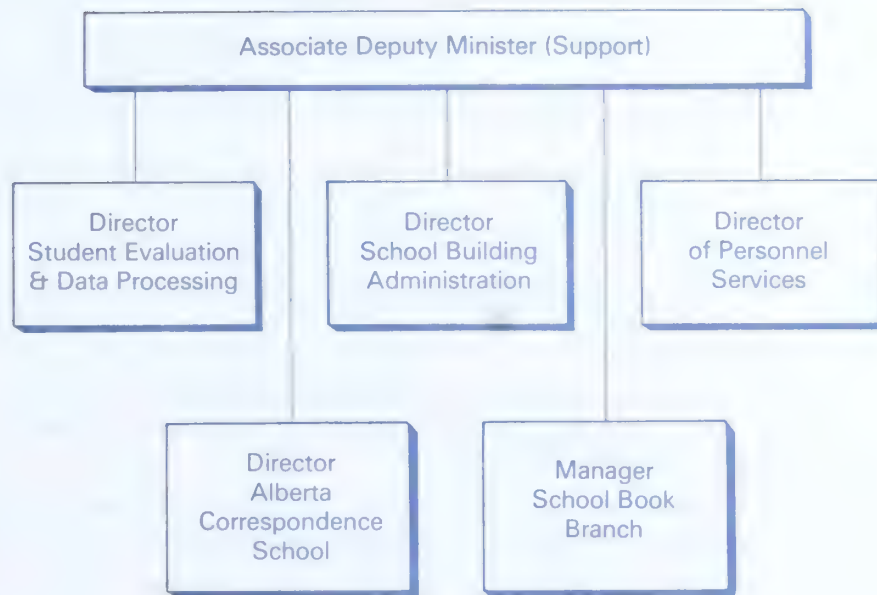 Associate Deputy Minister (Support)
Director
Student Evaluation
& Data Processing
Director
School Building
Administration
Director
of Personnel
Services
Director
Alberta
Correspondence
School
Manager
School Book
Branch